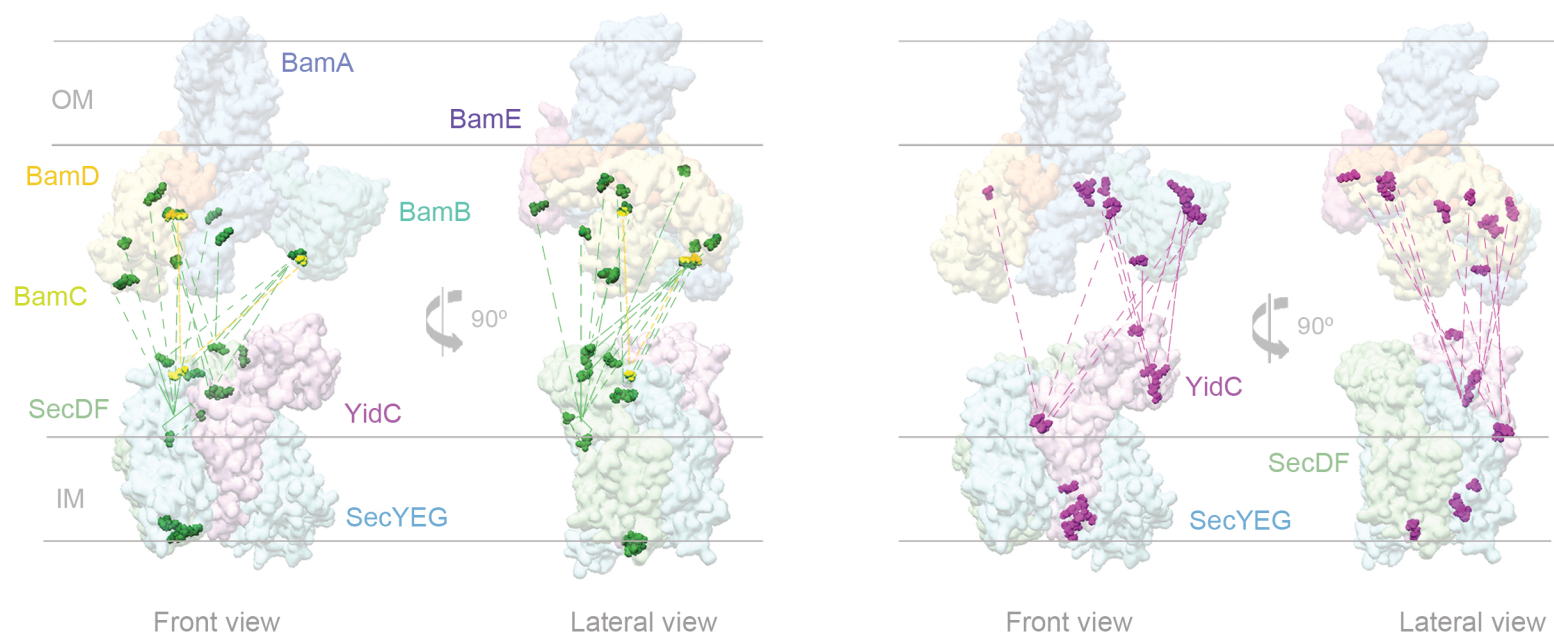 BamA
OM
BamE
BamD
BamB
BamC
90º
90º
SecDF
YidC
YidC
SecDF
IM
SecYEG
SecYEG
Front view
Lateral view
Front view
Lateral view